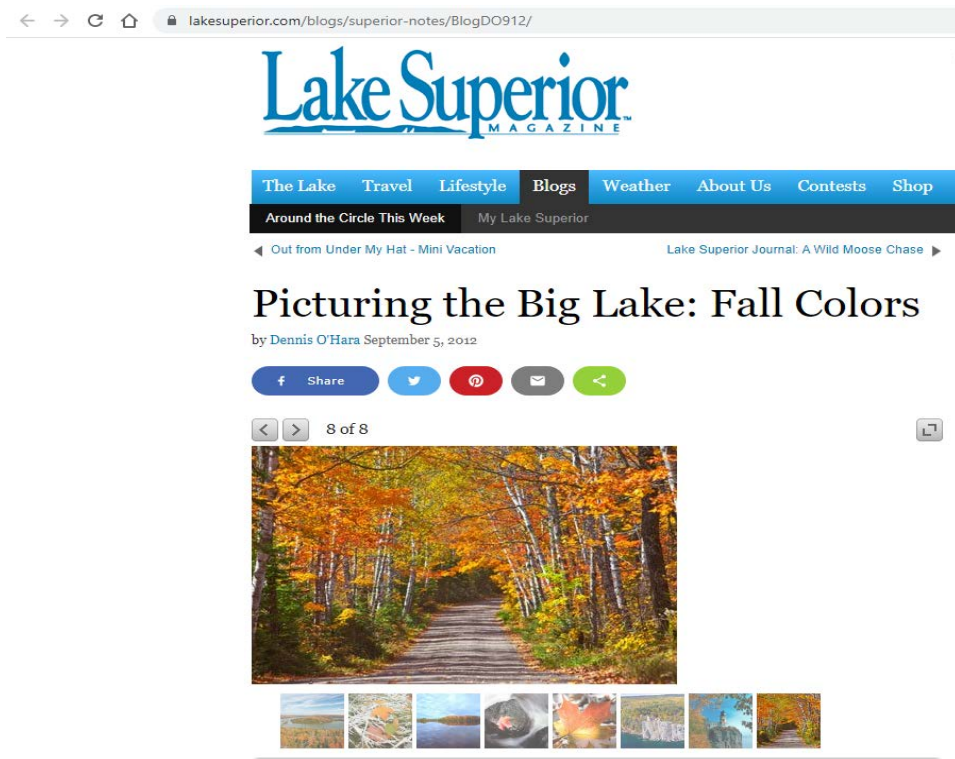 lakesuperior.com/blogs/superior-notes/BlogDO912/
Lake Superior
MAGAZINE
The Lake Travel Lifestyle Blogs Weather About Us Contests Shop
Around the Circle This Week My Lake Superior
Out from Under My Hat - Mini Vacation Lake Superior Journal: A Wild Moose Chase
Picturing the Big Lake: Fall Colors
by Dennis O'Hara September 5, 2012
f Share
8 of 8